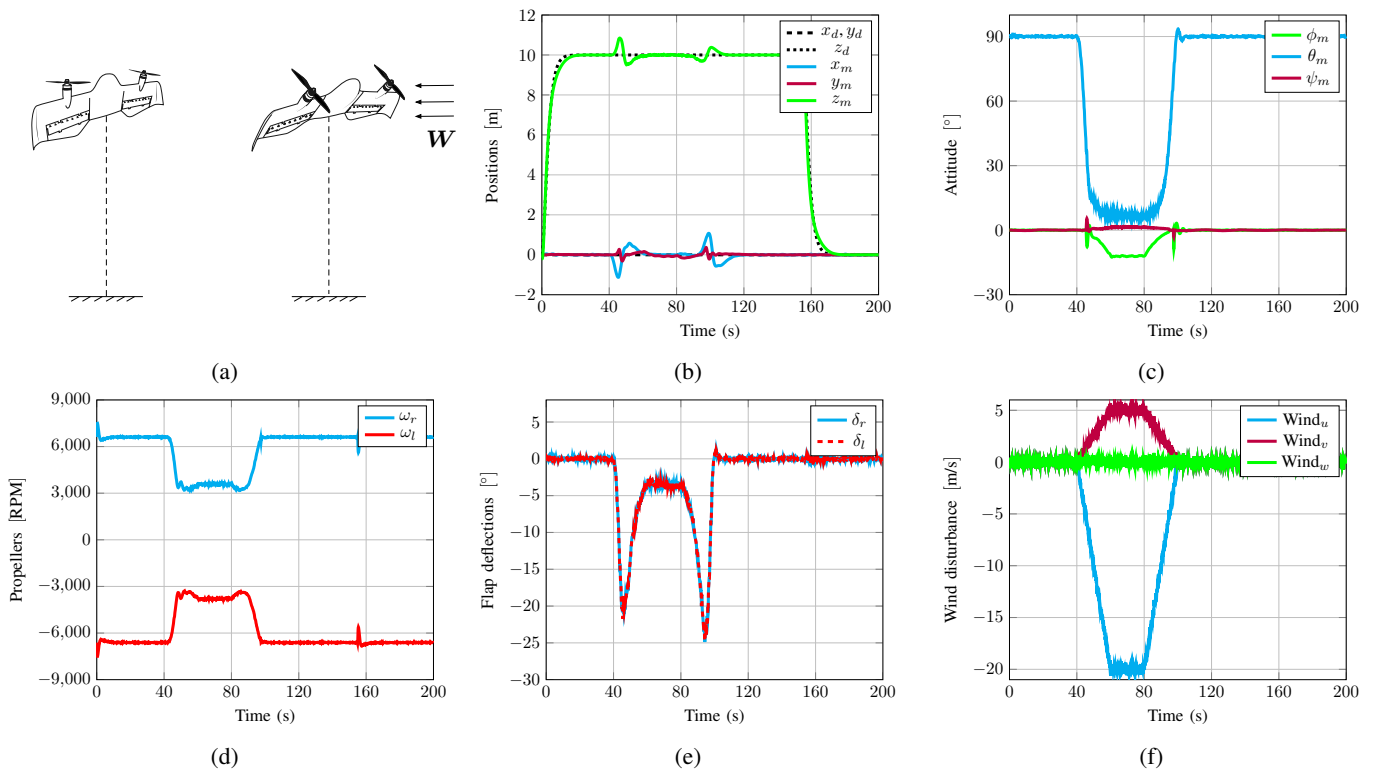 W
(a)
12
10
8
6
4
2
0
−2
Positions [m]
0 40 80 120 160 200
Time (s)
x_d, y_d
z_d
x_m
y_m
z_m
(b)
90
60
30
0
−30
Attitude [°]
0 40 80 120 160 200
Time (s)
ϕ_m
θ_m
ψ_m
(c)
9,000
6,000
3,000
0
−3,000
−6,000
−9,000
Propellers [RPM]
0 40 80 120 160 200
Time (s)
ω_r
ω_l
(d)
5
0
−5
−10
−15
−20
−25
−30
Flap deflections [°]
0 40 80 120 160 200
Time (s)
δ_r
δ_l
(e)
5
0
−5
−10
−15
−20
Wind disturbance [m/s]
0 40 80 120 160 200
Time (s)
Wind_u
Wind_v
Wind_w
(f)